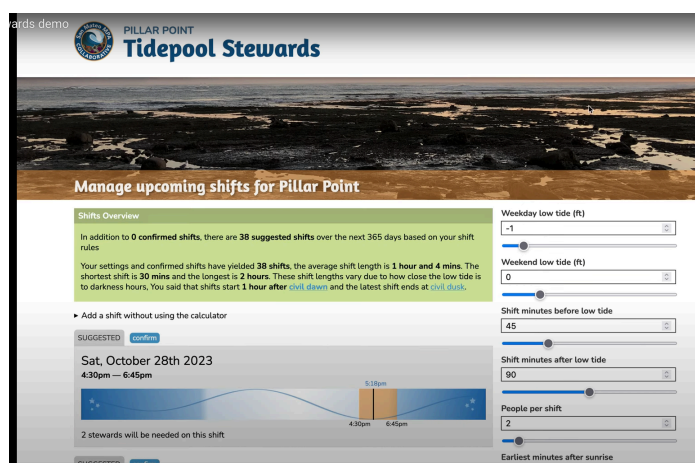 wards demo
San Mateo MPA
COLLABORATIVE
PILLAR POINT
Tidepool Stewards
Manage upcoming shifts for Pillar Point
Shifts Overview
In addition to 0 confirmed shifts, there are 38 suggested shifts over the next 365 days based on your shift
rules
Your settings and confirmed shifts have yielded 38 shifts, the average shift length is 1 hour and 4 mins. The
shortest shift is 30 mins and the longest is 2 hours. These shift lengths vary due to how close the low tide is
to darkness hours, You said that shifts start 1 hour after civil dawn and the latest shift ends at civil dusk.
▸ Add a shift without using the calculator
SUGGESTED confirm
Sat, October 28th 2023
4:30pm — 6:45pm
5:18pm
4:30pm 6:45pm
2 stewards will be needed on this shift
SUGGESTED confirm
Weekday low tide (ft)
-1
Weekend low tide (ft)
0
Shift minutes before low tide
45
Shift minutes after low tide
90
People per shift
2
Earliest minutes after sunrise